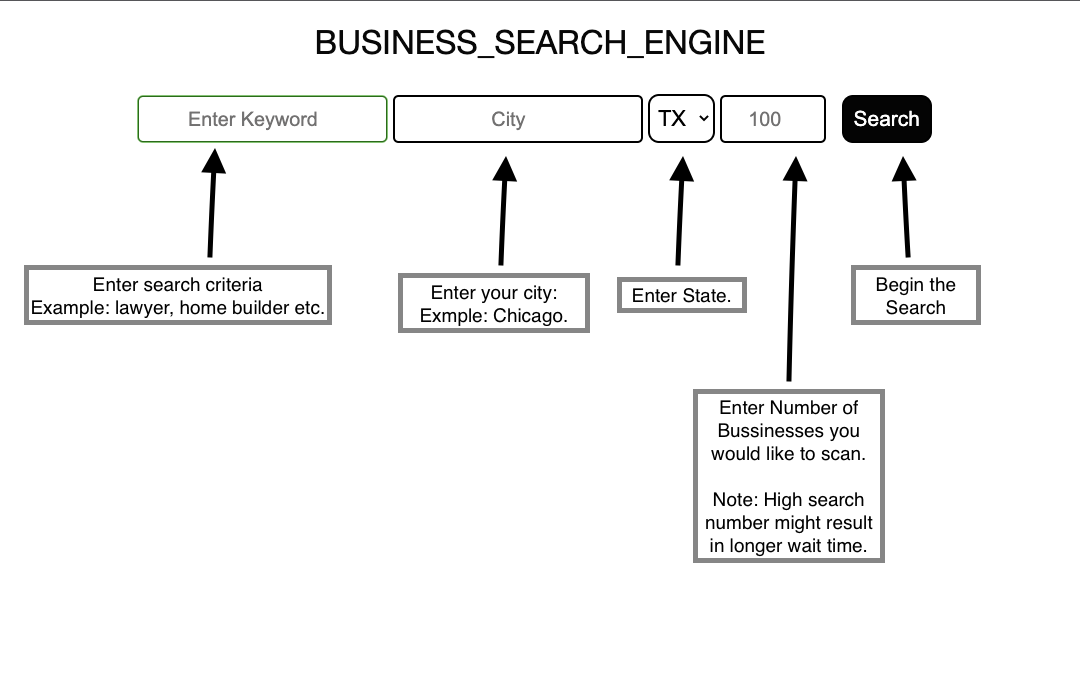 BUSINESS_SEARCH_ENGINE
Enter Keyword
City
TX
100
Search
Enter search criteria
Example: lawyer, home builder etc.
Enter your city:
Exmple: Chicago.
Enter State.
Begin the
Search
Enter Number of
Bussinesses you
would like to scan.
Note: High search
number might result
in longer wait time.